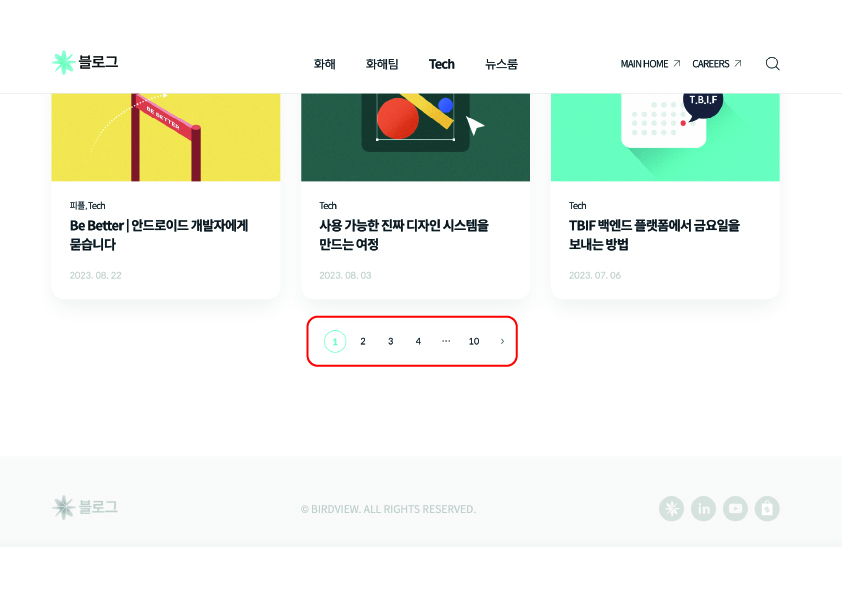 블로그
화해 화해팀 Tech 뉴스룸
MAIN HOME CAREERS
BE BETTER
T.B.I.F
피플, Tech
Be Better | 안드로이드 개발자에게
묻습니다
2023. 08. 22
Tech
사용 가능한 진짜 디자인 시스템을
만드는 여정
2023. 08. 03
Tech
TBIF 백엔드 플랫폼에서 금요일을
보내는 방법
2023. 07. 06
1 2 3 4 ··· 10 >
블로그
© BIRDVIEW. ALL RIGHTS RESERVED.
in